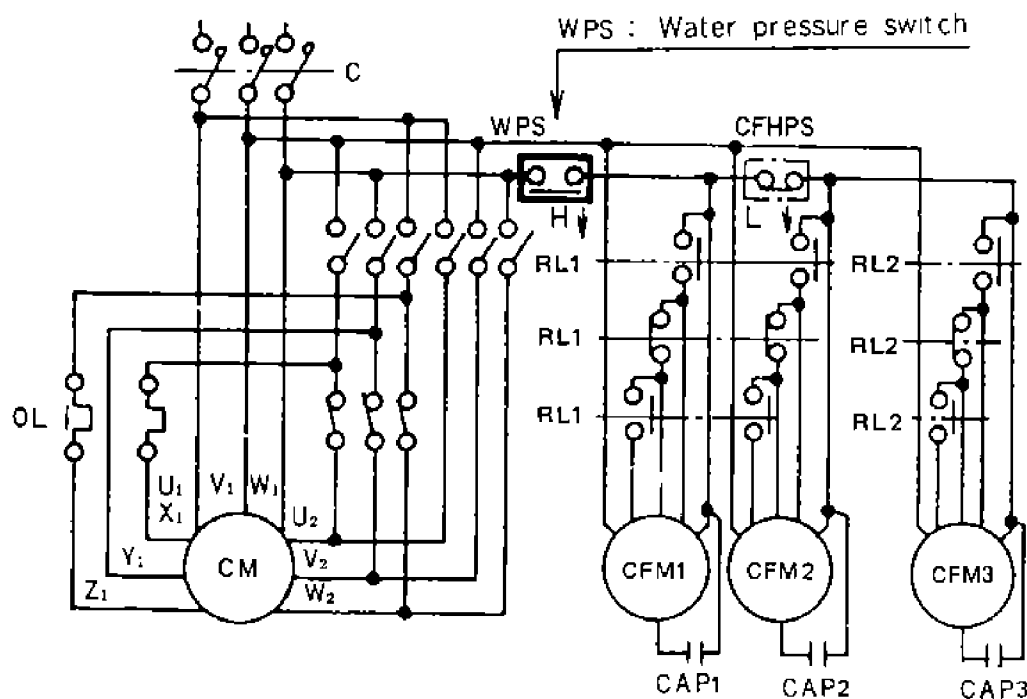 WPS : Water pressure switch
C
WPS
CFHPS
H
L
RL1
RL2
RL1
RL2
RL1
RL2
OL
U1
V1
W1
X1
U2
Y1
CM
V2
Z1
W2
CFM1
CFM2
CFM3
CAP1
CAP2
CAP3